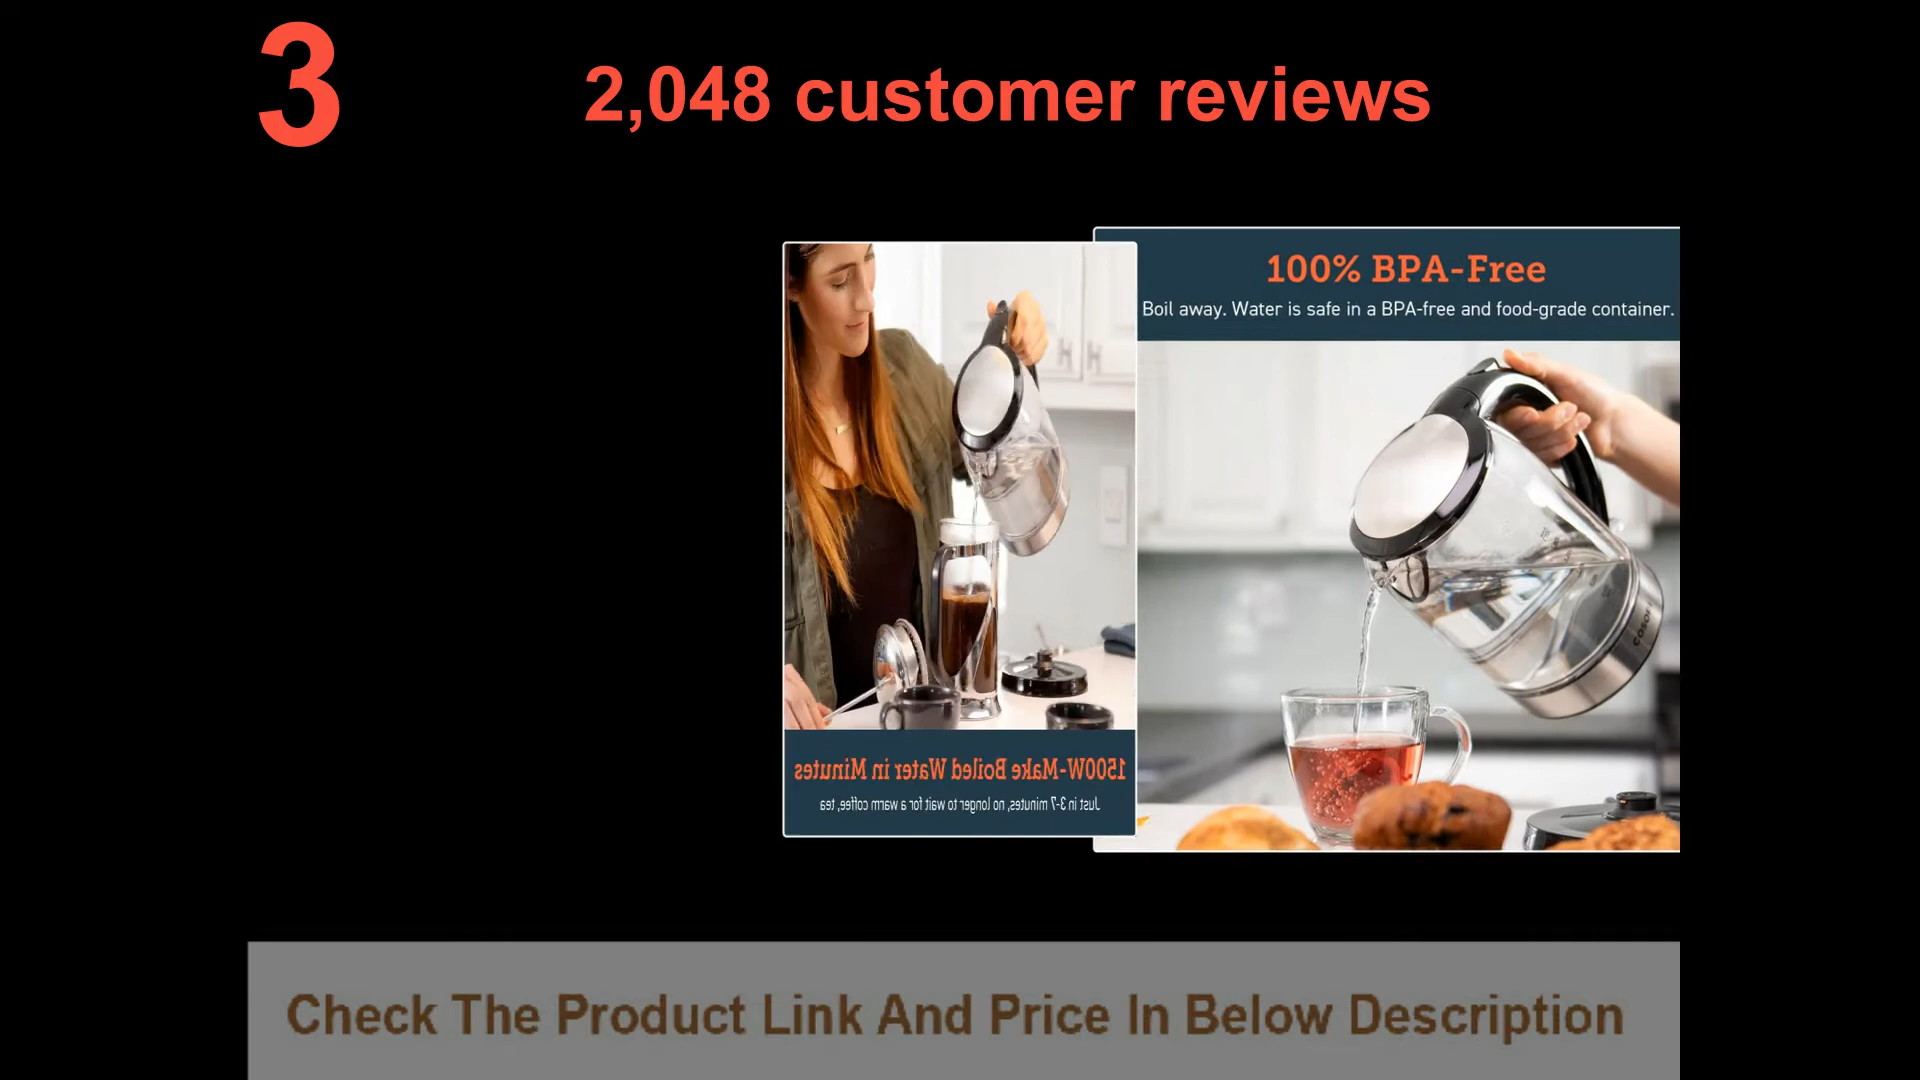 3
2,048 customer reviews
100% BPA-Free
Boil away. Water is safe in a BPA-free and food-grade container.
COSORI
1500W-Make Boiled Water in Minutes
Just in 3-7 minutes, no longer to wait for a warm coffee, tea
Check The Product Link And Price In Below Description